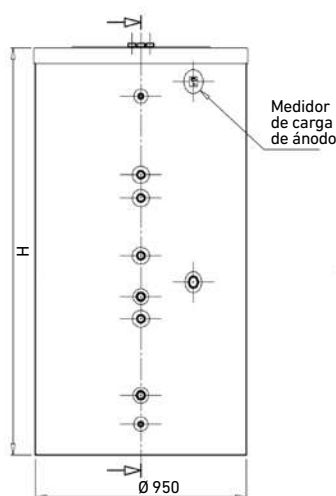 Medidor
de carga
de ánodo
H
Ø 950